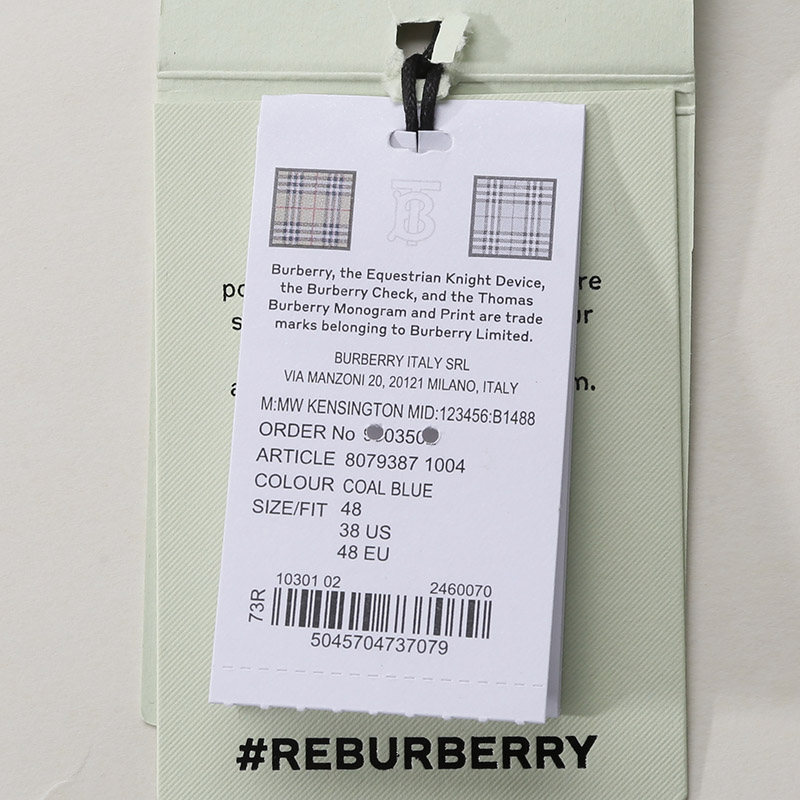 Burberry, the Equestrian Knight Device,
the Burberry Check, and the Thomas
Burberry Monogram and Print are trade
marks belonging to Burberry Limited.
BURBERRY ITALY SRL
VIA MANZONI 20, 20121 MILANO, ITALY
M:MW KENSINGTON MID:123456:B1488
ORDER No
ARTICLE 8079387 1004
COLOUR COAL BLUE
SIZE/FIT 48
38 US
48 EU
10301 02 2460070
73R
5045704737079
#REBURBERRY